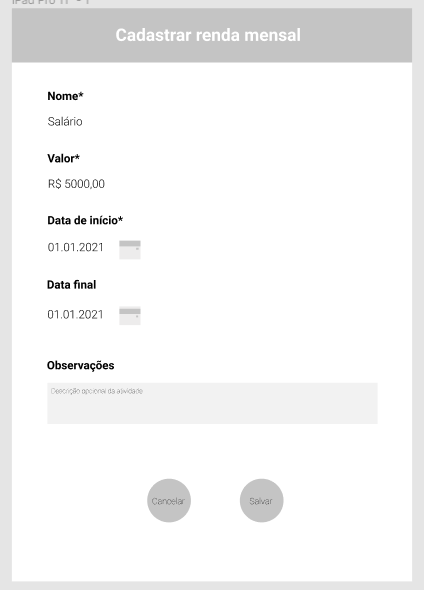 iPad Pro 11" - 1
Cadastrar renda mensal
Nome*
Salário
Valor*
R$ 5000,00
Data de início*
01.01.2021
Data final
01.01.2021
Observações
Descrição opcional da atividade
Cancelar
Salvar